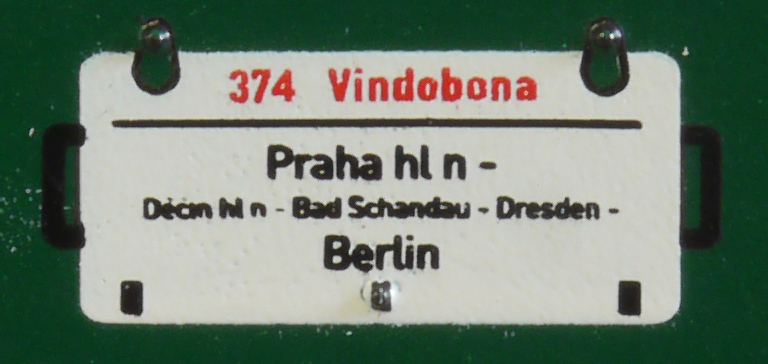 374 Vindobona
Praha hl n -
Děčín hl n - Bad Schandau - Dresden -
Berlin